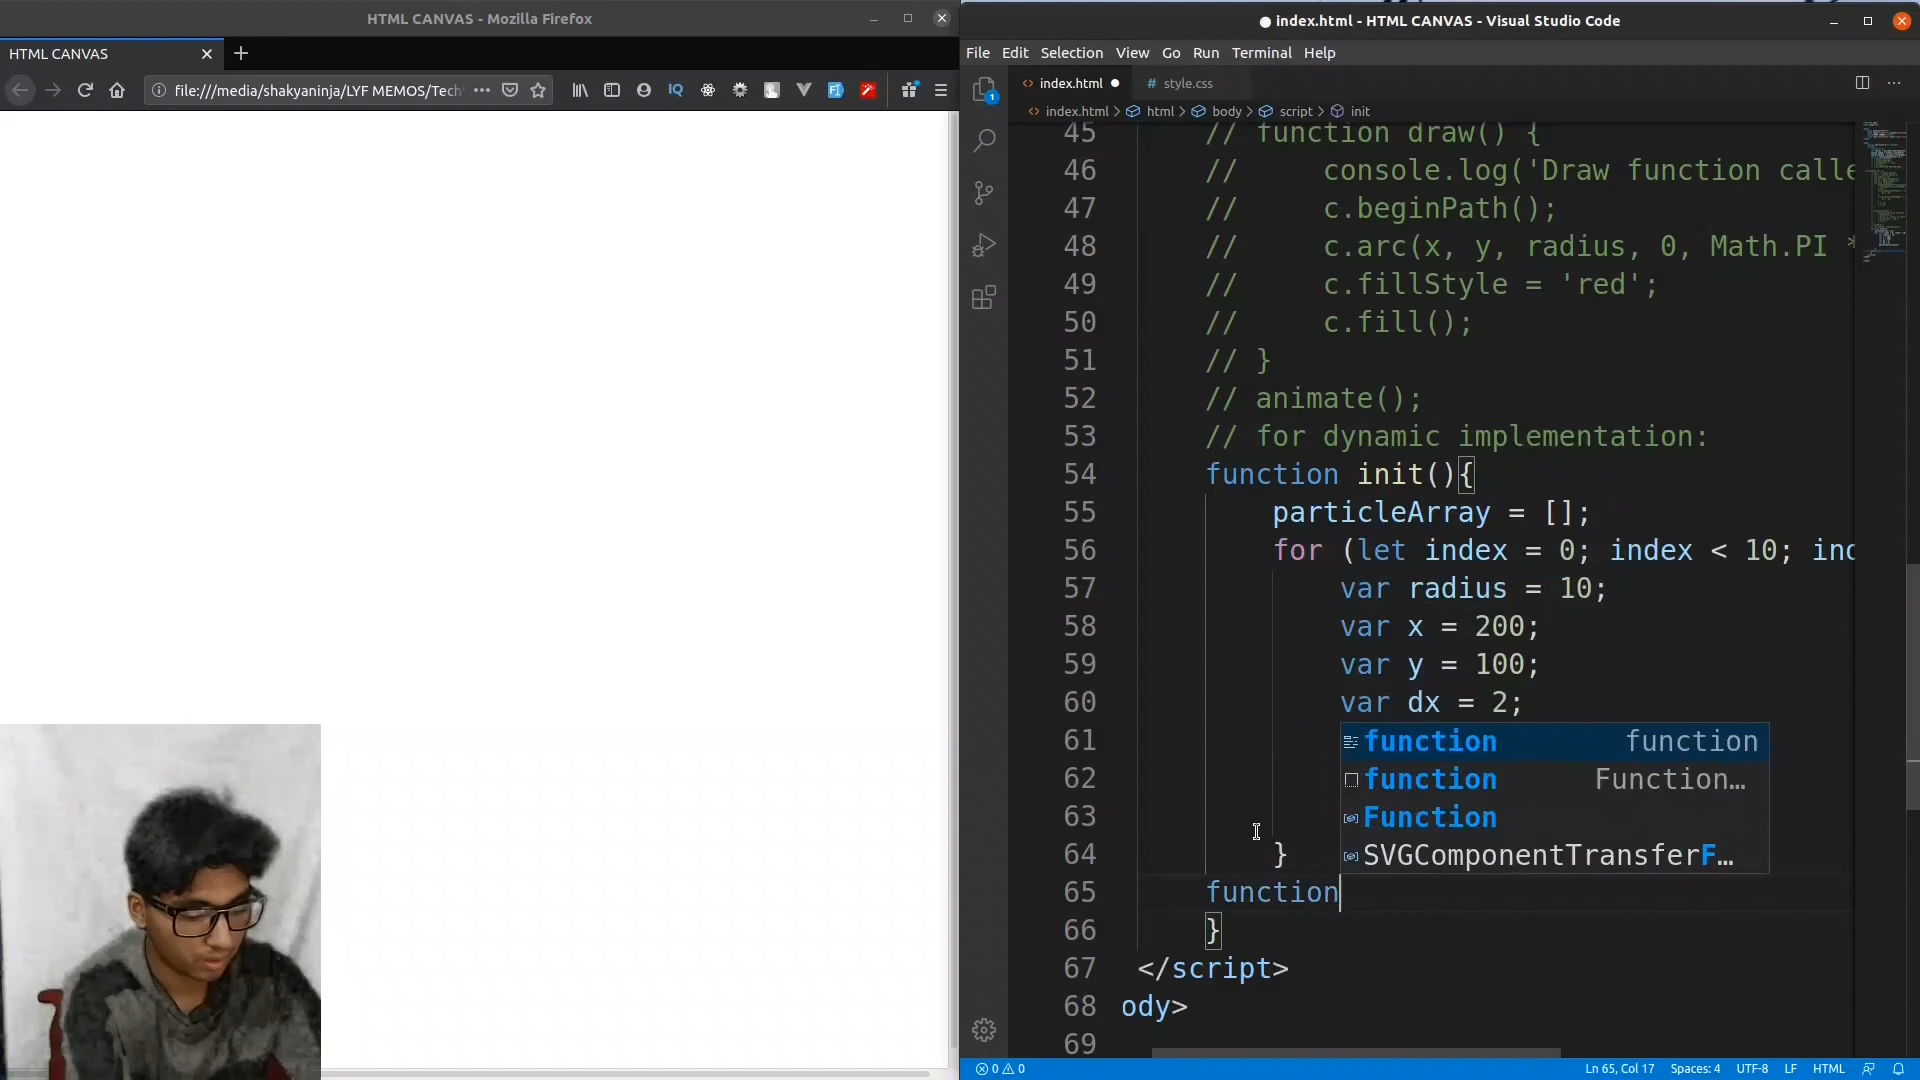 HTML CANVAS - Mozilla Firefox
HTML CANVAS
file:///media/shakyaninja/LYF MEMOS/Tech
IQ
index.html - HTML CANVAS - Visual Studio Code
File Edit Selection View Go Run Terminal Help
index.html
# style.css
index.html > html > body > script > init
45 // function draw() {
46 // console.log('Draw function calle
47 // c.beginPath();
48 // c.arc(x, y, radius, 0, Math.PI *
49 // c.fillStyle = 'red';
50 // c.fill();
51 // }
52 // animate();
53 // for dynamic implementation:
54 function init(){
55 particleArray = [];
56 for (let index = 0; index < 10; ind
57 var radius = 10;
58 var x = 200;
59 var y = 100;
60 var dx = 2;
61
62
63
64 }
65 function
66 }
67 </script>
68 ody>
69
function function
function Function…
Function
SVGComponentTransferF…
1
0 0
Ln 65, Col 17 Spaces: 4 UTF-8 LF HTML